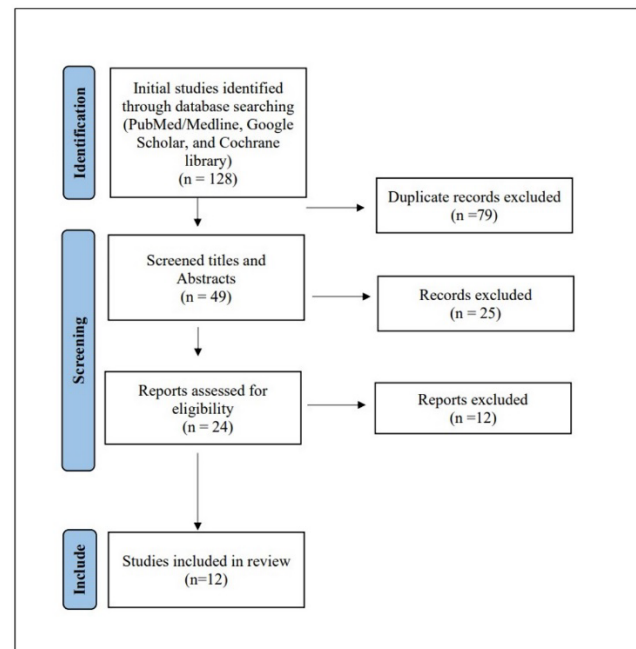 Identification
Initial studies identified
through database searching
(PubMed/Medline, Google
Scholar, and Cochrane
library)
(n = 128)
Duplicate records excluded
(n =79)
Screening
Screened titles and
Abstracts
(n = 49)
Records excluded
(n = 25)
Reports assessed for
eligibility
(n = 24)
Reports excluded
(n =12)
Include
Studies included in review
(n=12)